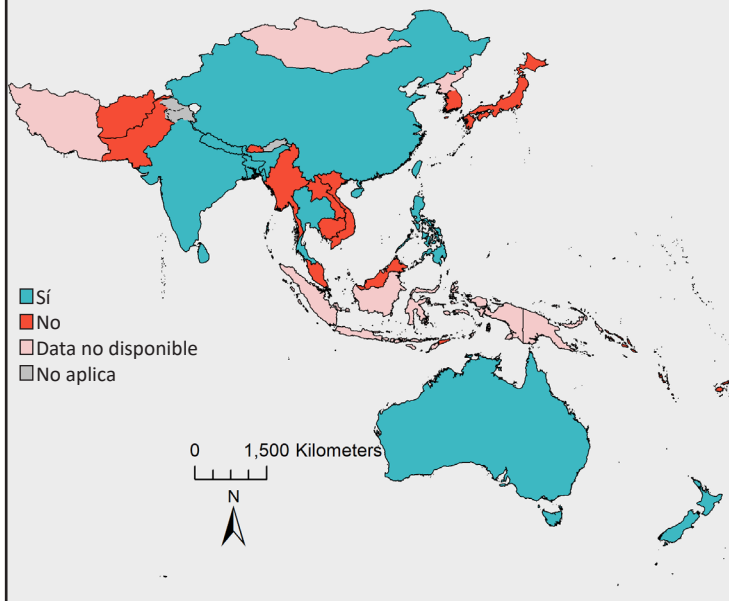 Sí
No
Data no disponible
No aplica
0 1,500 Kilometers
N